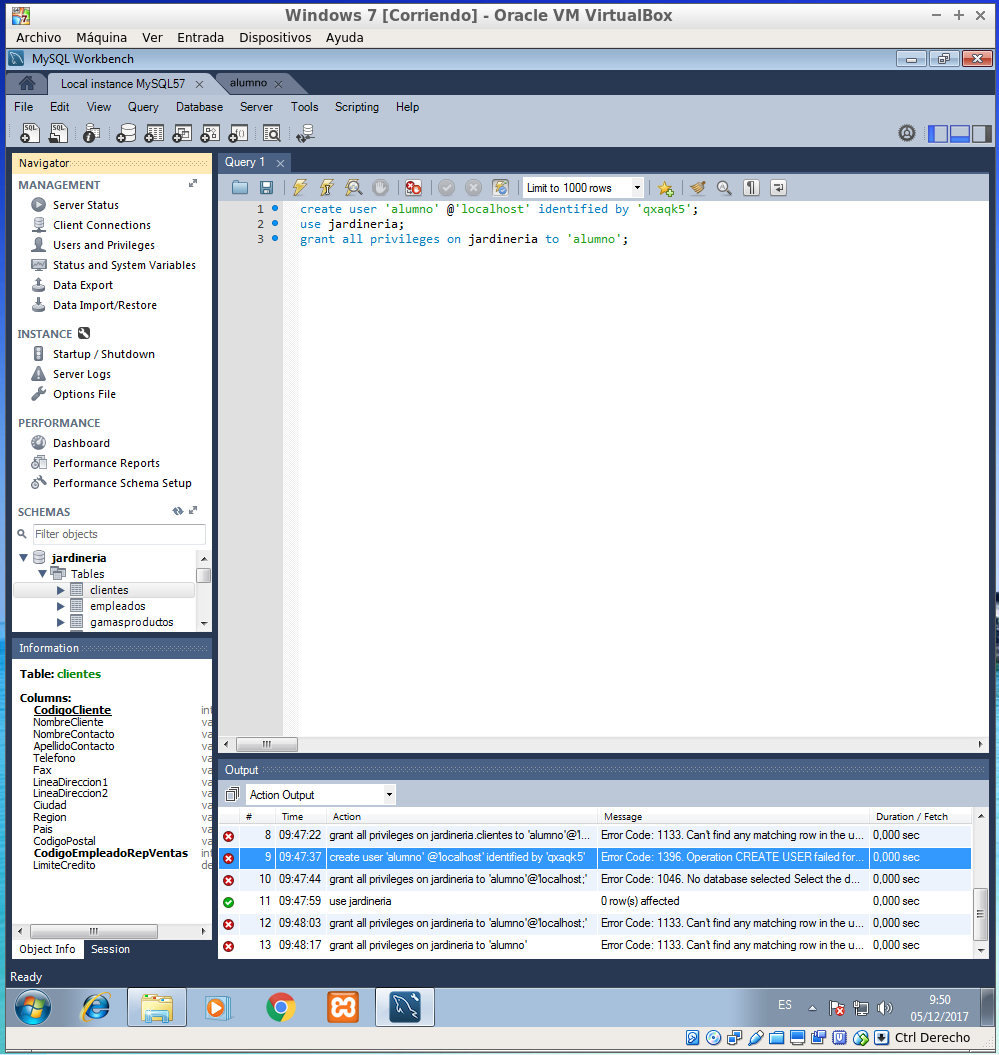 Windows 7 [Corriendo] - Oracle VM VirtualBox
Archivo Máquina Ver Entrada Dispositivos Ayuda
MySQL Workbench
Local instance MySQL57 alumno
File Edit View Query Database Server Tools Scripting Help
Navigator
MANAGEMENT
Server Status
Client Connections
Users and Privileges
Status and System Variables
Data Export
Data Import/Restore
INSTANCE
Startup / Shutdown
Server Logs
Options File
PERFORMANCE
Dashboard
Performance Reports
Performance Schema Setup
SCHEMAS
Filter objects
jardineria
Tables
clientes
empleados
gamasproductos
Information
Table: clientes
Columns:
CodigoCliente in
NombreCliente va
NombreContacto va
ApellidoContacto va
Telefono va
Fax va
LineaDireccion1 va
LineaDireccion2 va
Ciudad va
Region va
Pais va
CodigoPostal va
CodigoEmpleadoRepVentas in
LimiteCredito de
Object Info Session
Query 1
Limit to 1000 rows
1 create user 'alumno' @'localhost' identified by 'qxaqk5';
2 use jardineria;
3 grant all privileges on jardineria to 'alumno';
Output
Action Output
# Time Action Message Duration / Fetch
8 09:47:22 grant all privileges on jardineria.clientes to 'alumno'@'l... Error Code: 1133. Can't find any matching row in the u... 0,000 sec
9 09:47:37 create user 'alumno' @'localhost' identified by 'qxaqk5' Error Code: 1396. Operation CREATE USER failed for... 0,000 sec
10 09:47:44 grant all privileges on jardineria to 'alumno'@'localhost;' Error Code: 1046. No database selected Select the d... 0,000 sec
11 09:47:59 use jardineria 0 row(s) affected 0,000 sec
12 09:48:03 grant all privileges on jardineria to 'alumno'@'localhost;' Error Code: 1133. Can't find any matching row in the u... 0,000 sec
13 09:48:17 grant all privileges on jardineria to 'alumno' Error Code: 1133. Can't find any matching row in the u... 0,000 sec
Ready
ES
9:50
05/12/2017
Ctrl Derecho